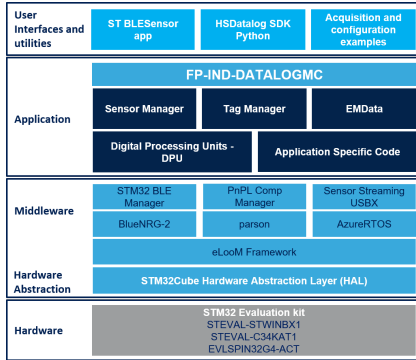 User
Interfaces and
utilities
ST BLESensor
app
HSDatalog SDK
Python
Acquisition and
configuration
examples
Application
FP-IND-DATALOGMC
Sensor Manager
Tag Manager
EMData
Digital Processing Units -
DPU
Application Specific Code
Middleware
STM32 BLE
Manager
PnPL Comp
Manager
Sensor Streaming
USBX
BlueNRG-2
parson
AzureRTOS
eLooM Framework
Hardware
Abstraction
STM32Cube Hardware Abstraction Layer (HAL)
Hardware
STM32 Evaluation kit
STEVAL-STWINBX1
STEVAL-C34KAT1
EVLSPIN32G4-ACT